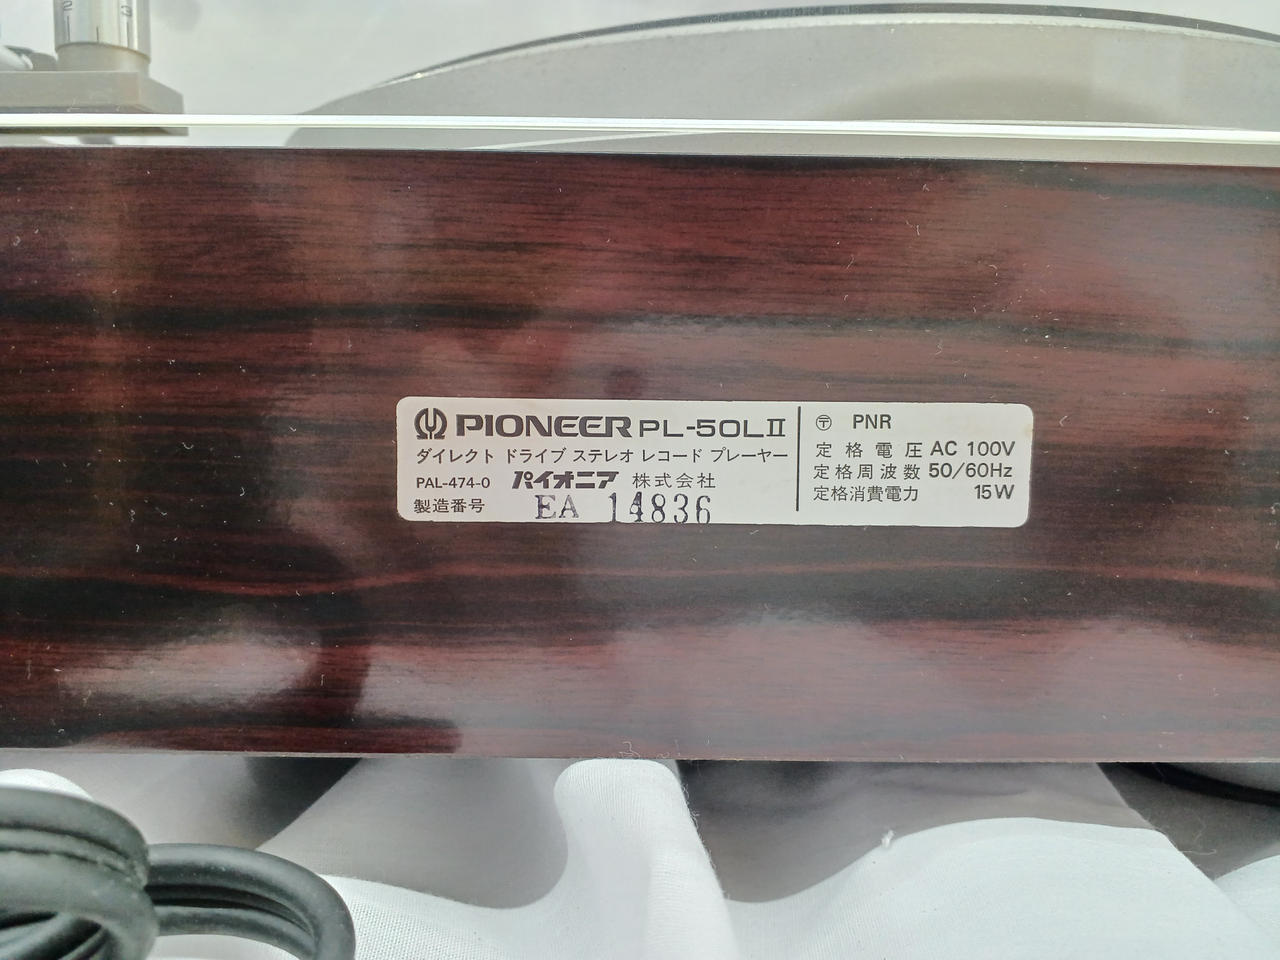 2 3
PIONEER PL-50LII
ダイレクト ドライブ ステレオ レコード プレーヤー
PAL-474-0 パイオニア 株式会社
製造番号 EA 14836
〒 PNR
定格電圧 AC 100V
定格周波数 50/60Hz
定格消費電力 15W